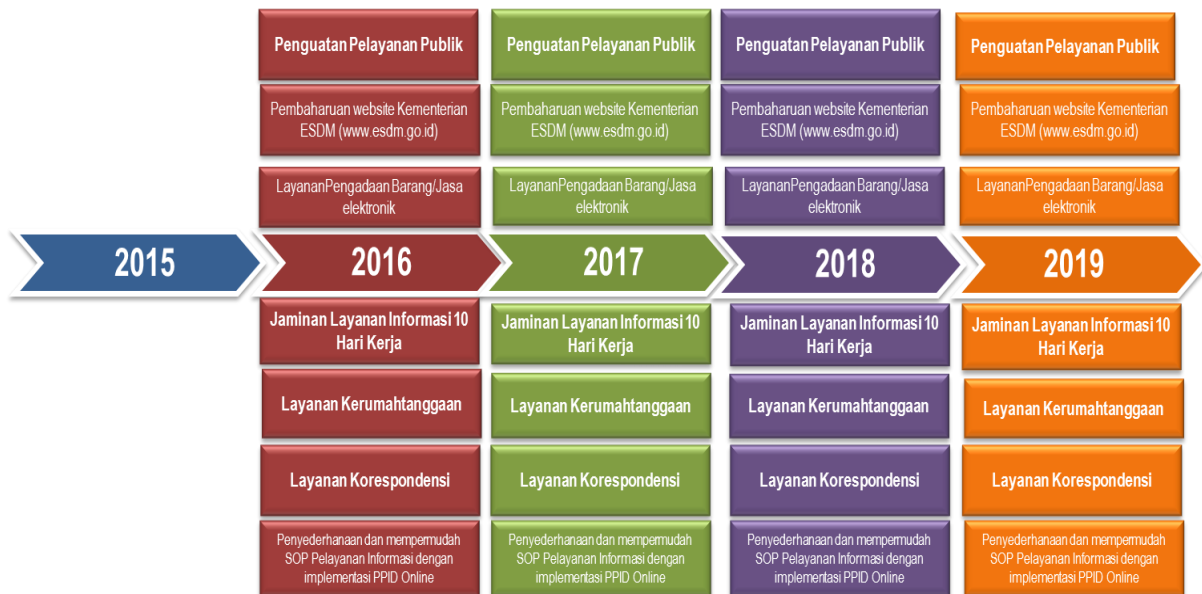 Penguatan Pelayanan Publik
Penguatan Pelayanan Publik
Penguatan Pelayanan Publik
Penguatan Pelayanan Publik
Pembaharuan website Kementerian
ESDM (www.esdm.go.id)
Pembaharuan website Kementerian
ESDM (www.esdm.go.id)
Pembaharuan website Kementerian
ESDM (www.esdm.go.id)
Pembaharuan website Kementerian
ESDM (www.esdm.go.id)
LayananPengadaan Barang/Jasa
elektronik
LayananPengadaan Barang/Jasa
elektronik
LayananPengadaan Barang/Jasa
elektronik
LayananPengadaan Barang/Jasa
elektronik
2015
2016
2017
2018
2019
Jaminan Layanan Informasi 10
Hari Kerja
Jaminan Layanan Informasi 10
Hari Kerja
Jaminan Layanan Informasi 10
Hari Kerja
Jaminan Layanan Informasi 10
Hari Kerja
Layanan Kerumahtanggaan
Layanan Kerumahtanggaan
Layanan Kerumahtanggaan
Layanan Kerumahtanggaan
Layanan Korespondensi
Layanan Korespondensi
Layanan Korespondensi
Layanan Korespondensi
Penyederhanaan dan mempermudah
SOP Pelayanan Informasi dengan
implementasi PPID Online
Penyederhanaan dan mempermudah
SOP Pelayanan Informasi dengan
implementasi PPID Online
Penyederhanaan dan mempermudah
SOP Pelayanan Informasi dengan
implementasi PPID Online
Penyederhanaan dan mempermudah
SOP Pelayanan Informasi dengan
implementasi PPID Online